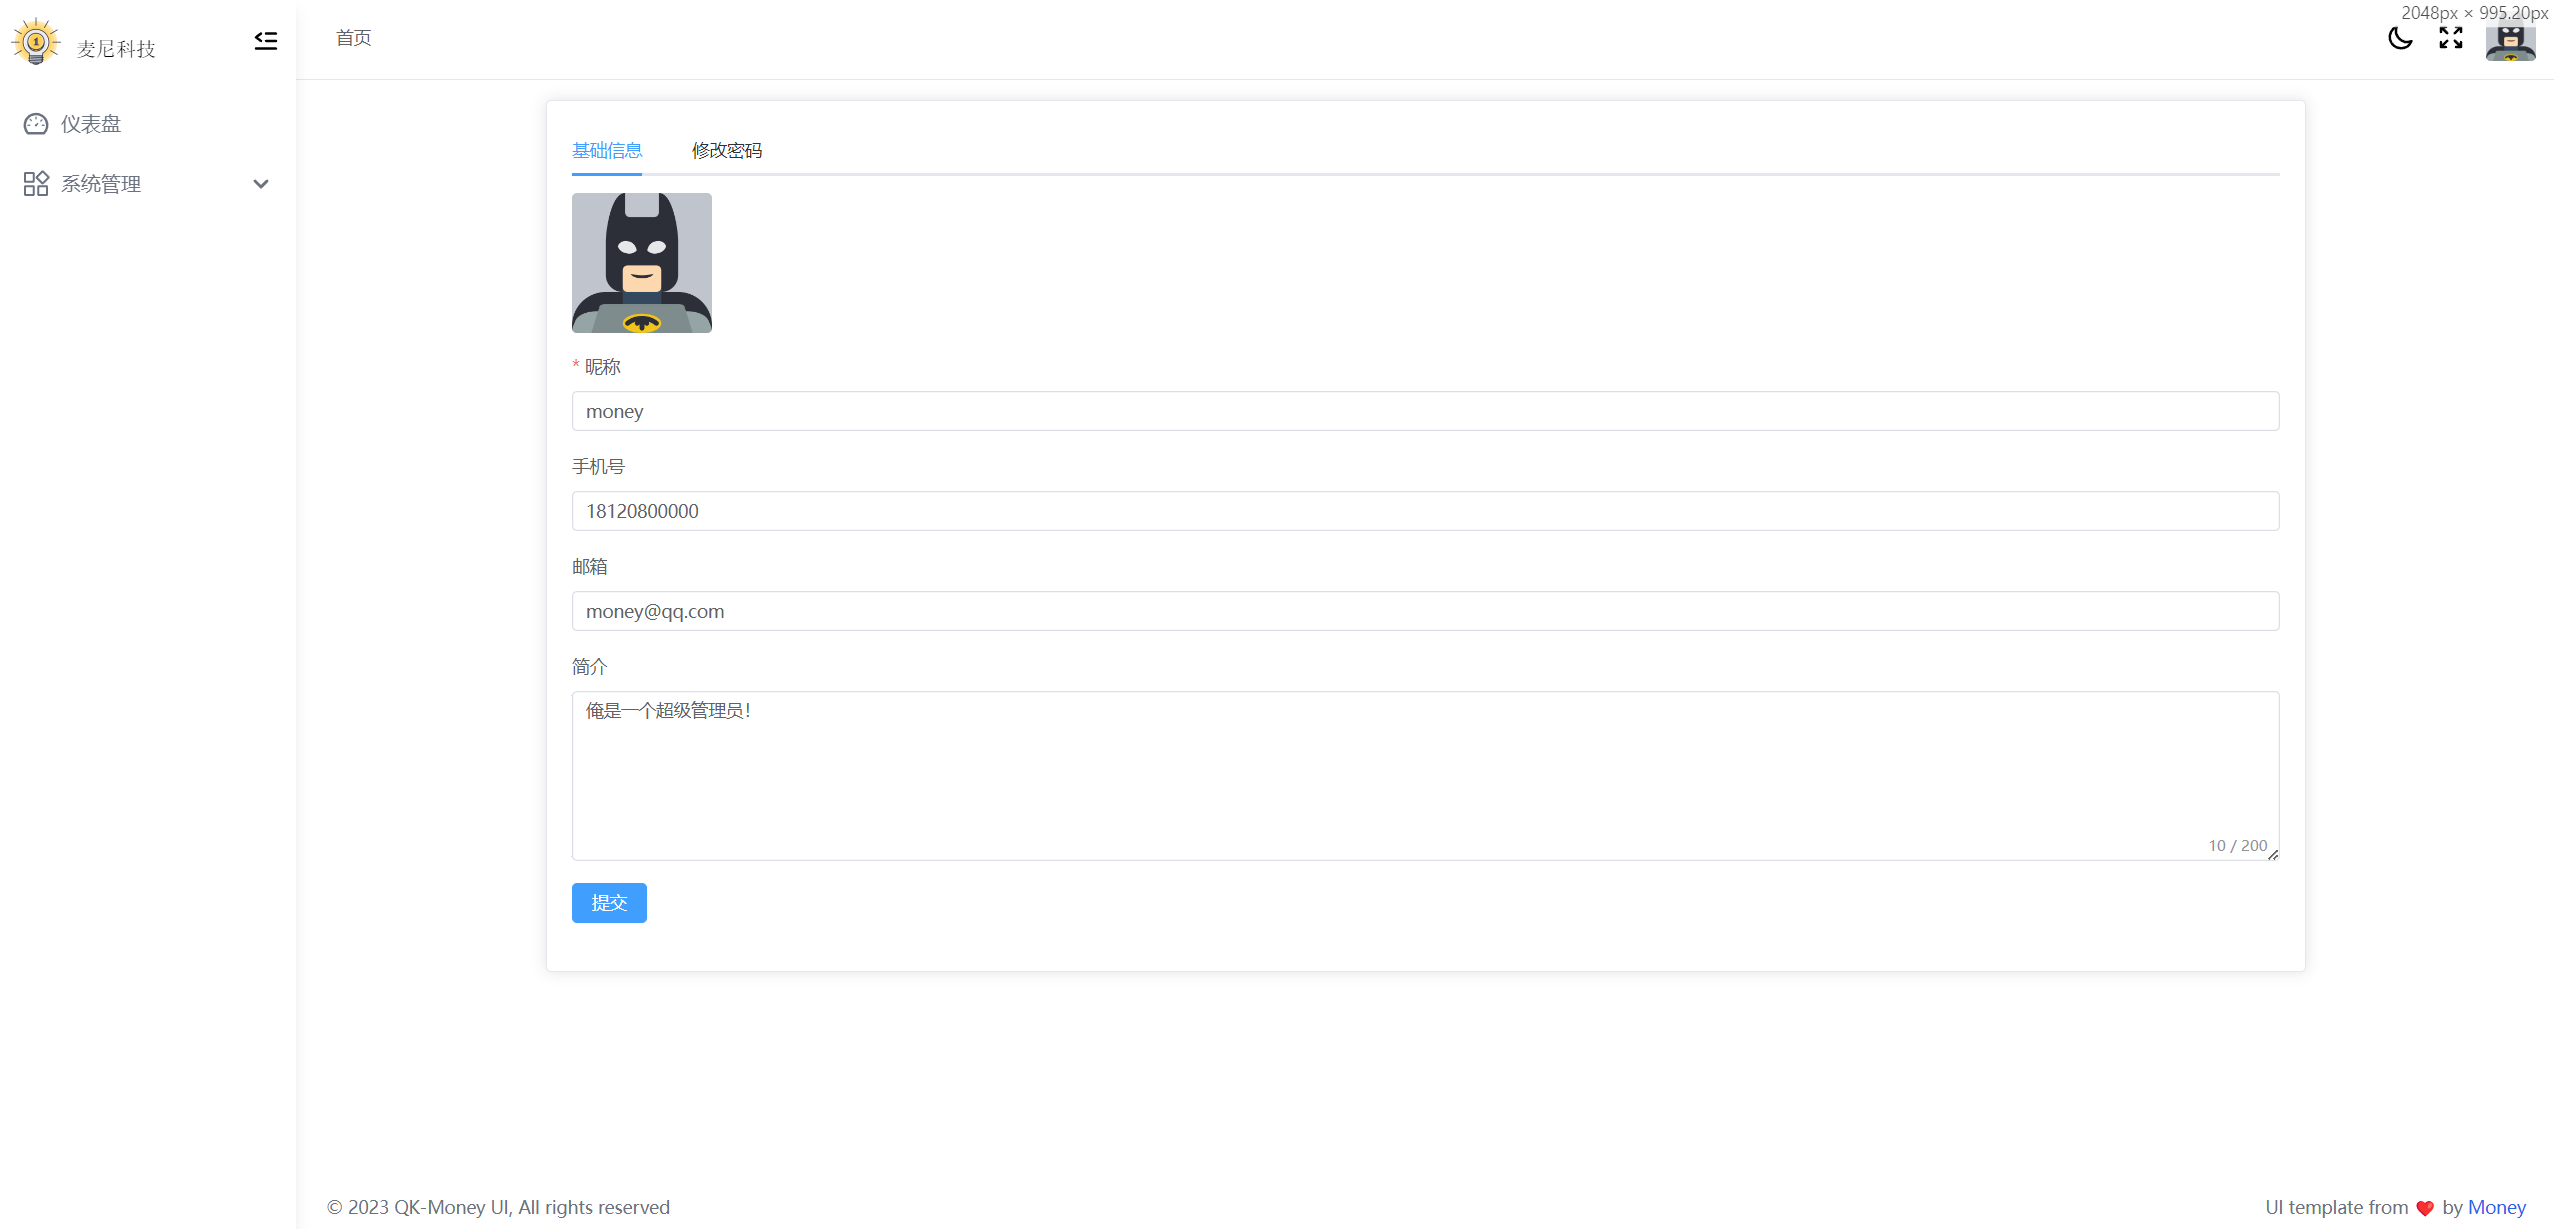 2048px × 995.20px
麦尼科技
首页
仪表盘
系统管理
基础信息
修改密码
* 昵称
money
手机号
18120800000
邮箱
money@qq.com
简介
俺是一个超级管理员！
10 / 200
提交
© 2023 QK-Money UI, All rights reserved
UI template from ❤️ by Money